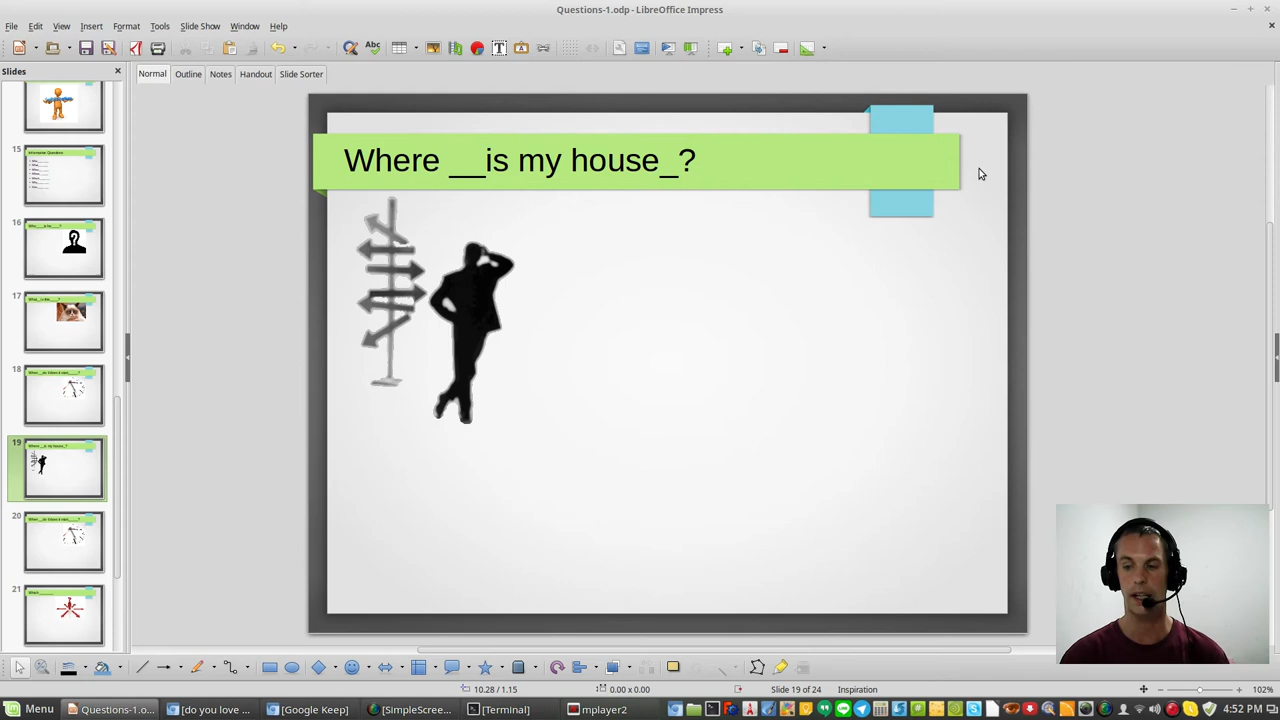 Questions-1.odp - LibreOffice Impress
File Edit View Insert Format Tools Slide Show Window Help
Slides
Normal Outline Notes Handout Slide Sorter
Where __is my house_?
15
16
17
18
19
20
21
10.28 / 1.15
0.00 x 0.00
Slide 19 of 24
Inspiration
102%
Menu
Questions-1.o...
[do you love ...
[Google Keep]
[SimpleScree...
[Terminal]
mplayer2
4:52 PM